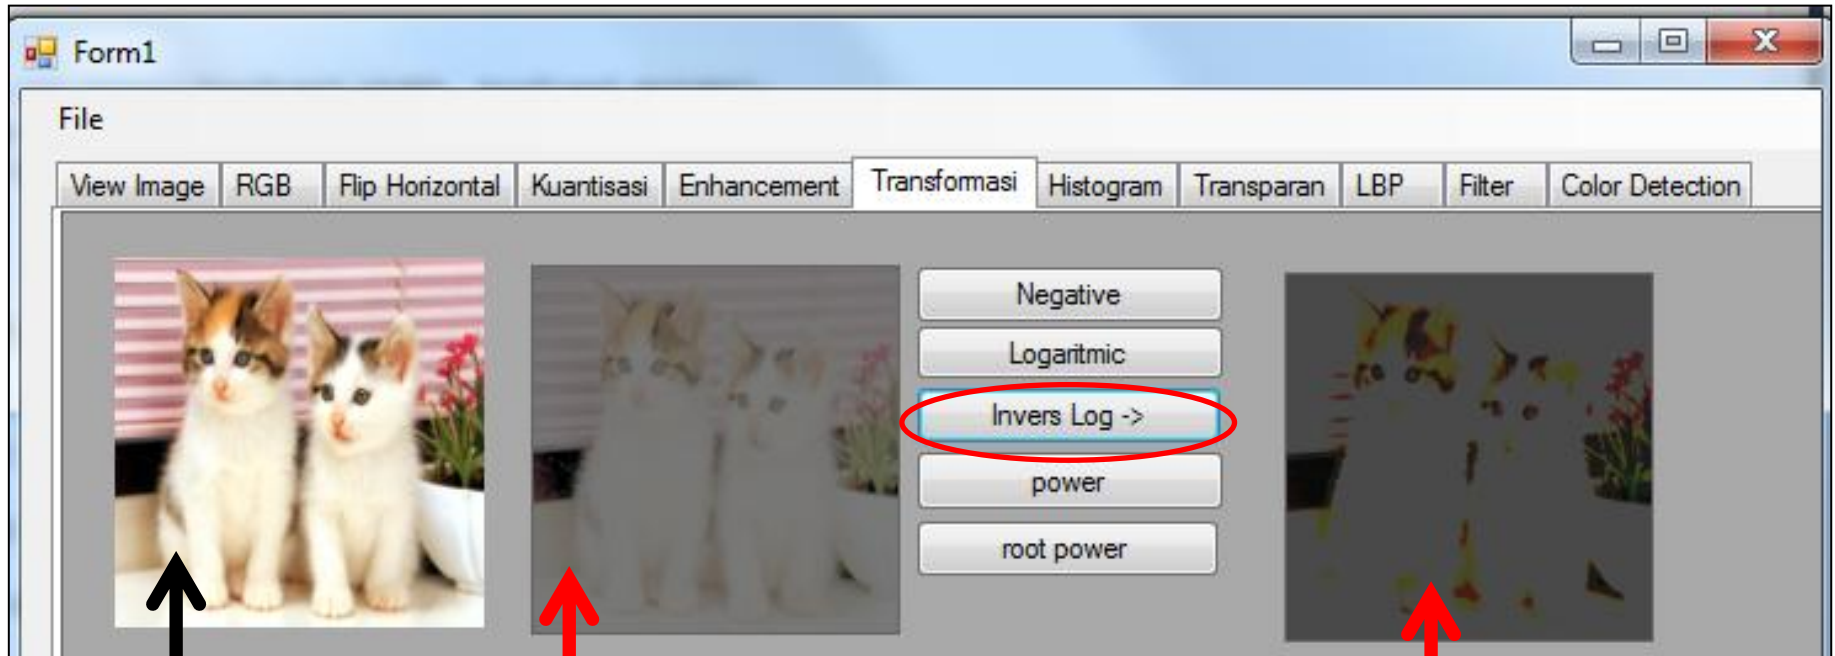 Form1
File
View Image RGB Flip Horizontal Kuantisasi Enhancement Transformasi Histogram Transparan LBP Filter Color Detection
Negative
Logaritmic
Invers Log ->
power
root power